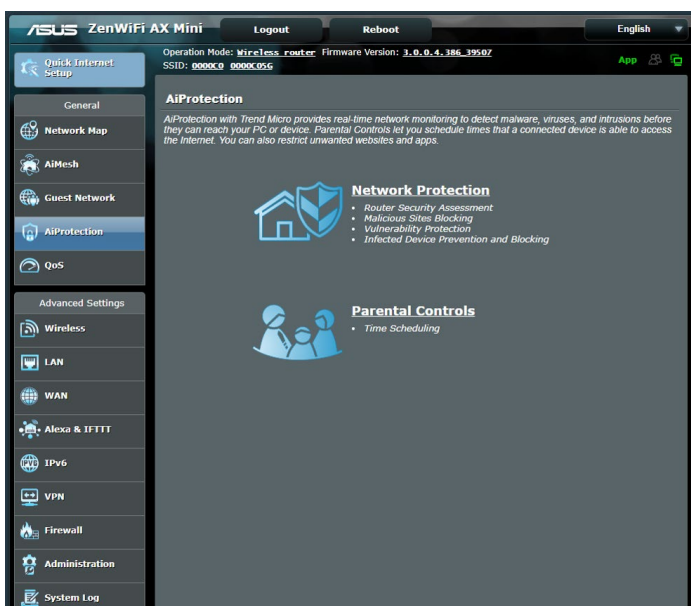 ASUS ZenWiFi AX Mini Logout Reboot English
Quick Internet
Setup
Operation Mode: Wireless router Firmware Version: 3.0.0.4.386_39507
SSID: 0000C0 0000C05G
App
General
Network Map
AiMesh
Guest Network
AiProtection
QoS
Advanced Settings
Wireless
LAN
WAN
Alexa & IFTTT
IPv6
VPN
Firewall
Administration
System Log
AiProtection
AiProtection with Trend Micro provides real-time network monitoring to detect malware, viruses, and intrusions before
they can reach your PC or device. Parental Controls let you schedule times that a connected device is able to access
the Internet. You can also restrict unwanted websites and apps.
Network Protection
• Router Security Assessment
• Malicious Sites Blocking
• Vulnerability Protection
• Infected Device Prevention and Blocking
Parental Controls
• Time Scheduling